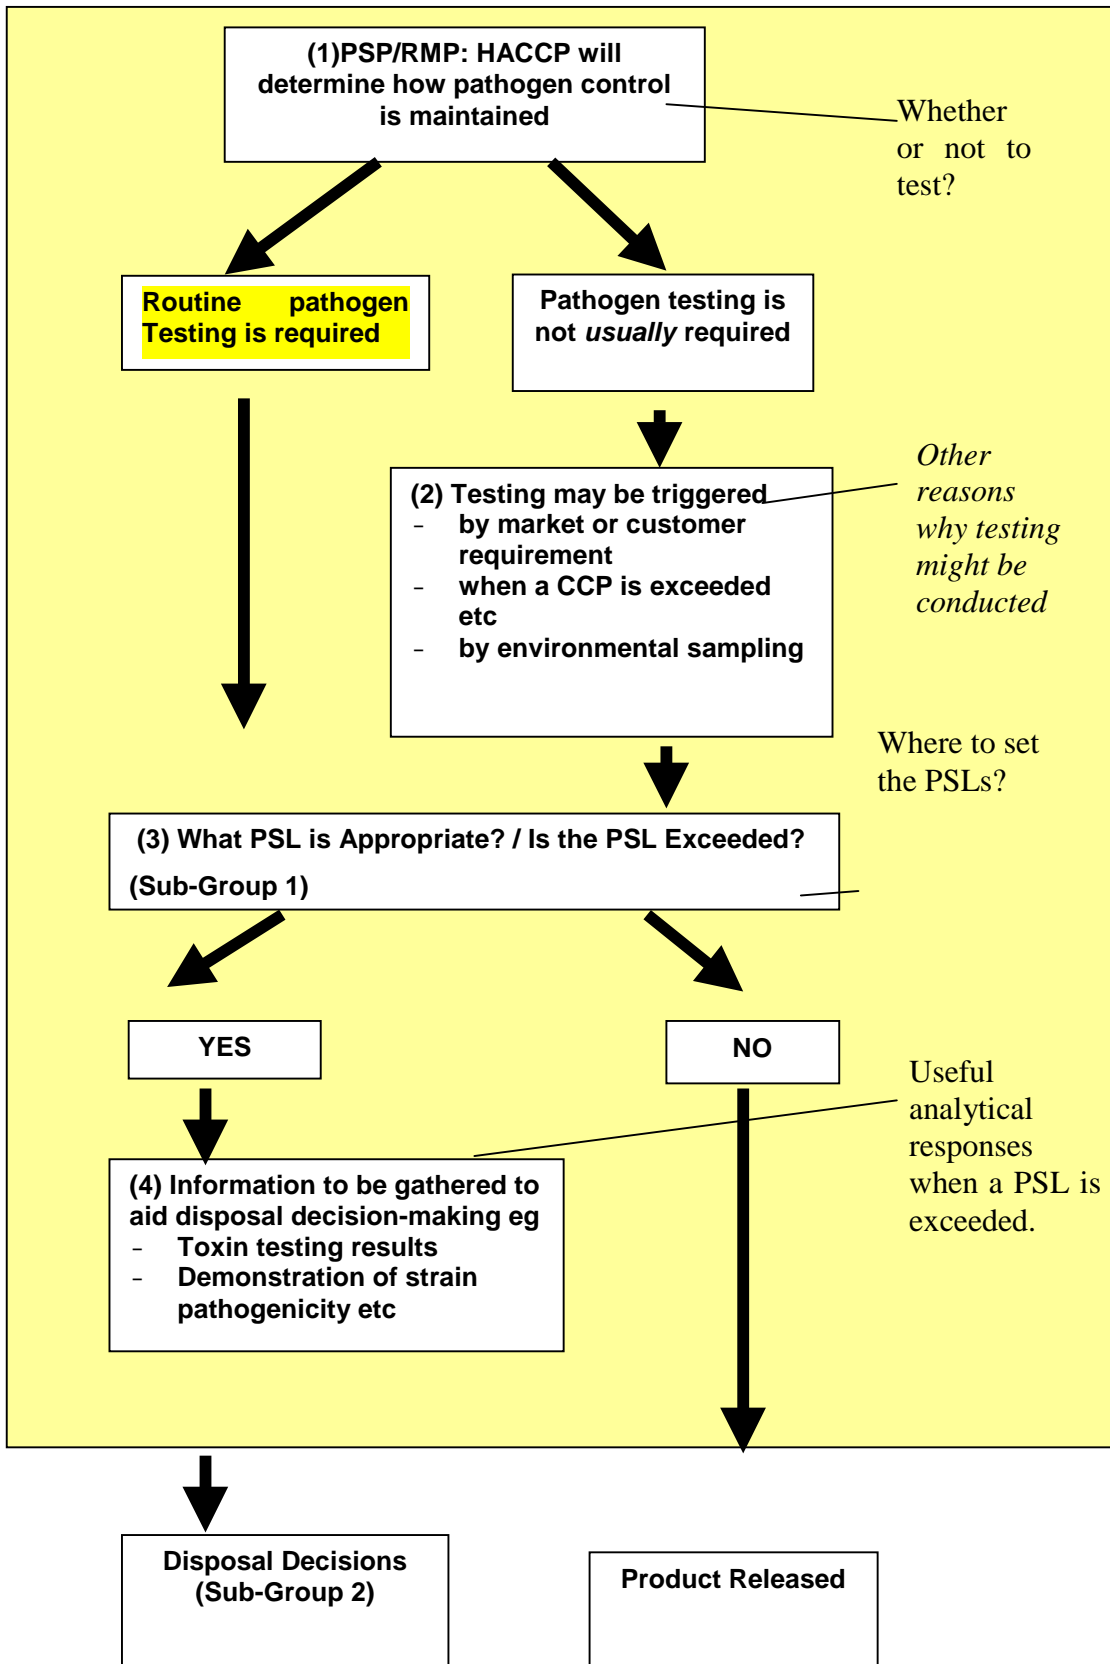 (1)PSP/RMP: HACCP will
determine how pathogen control
is maintained
Whether
or not to
test?
Routine pathogen
Testing is required
Pathogen testing is
not usually required
(2) Testing may be triggered
- by market or customer
requirement
- when a CCP is exceeded
etc
- by environmental sampling
Other
reasons
why testing
might be
conducted
Where to set
the PSLs?
(3) What PSL is Appropriate? / Is the PSL Exceeded?
(Sub-Group 1)
YES
NO
(4) Information to be gathered to
aid disposal decision-making eg
- Toxin testing results
- Demonstration of strain
pathogenicity etc
Useful
analytical
responses
when a PSL is
exceeded.
Disposal Decisions
(Sub-Group 2)
Product Released